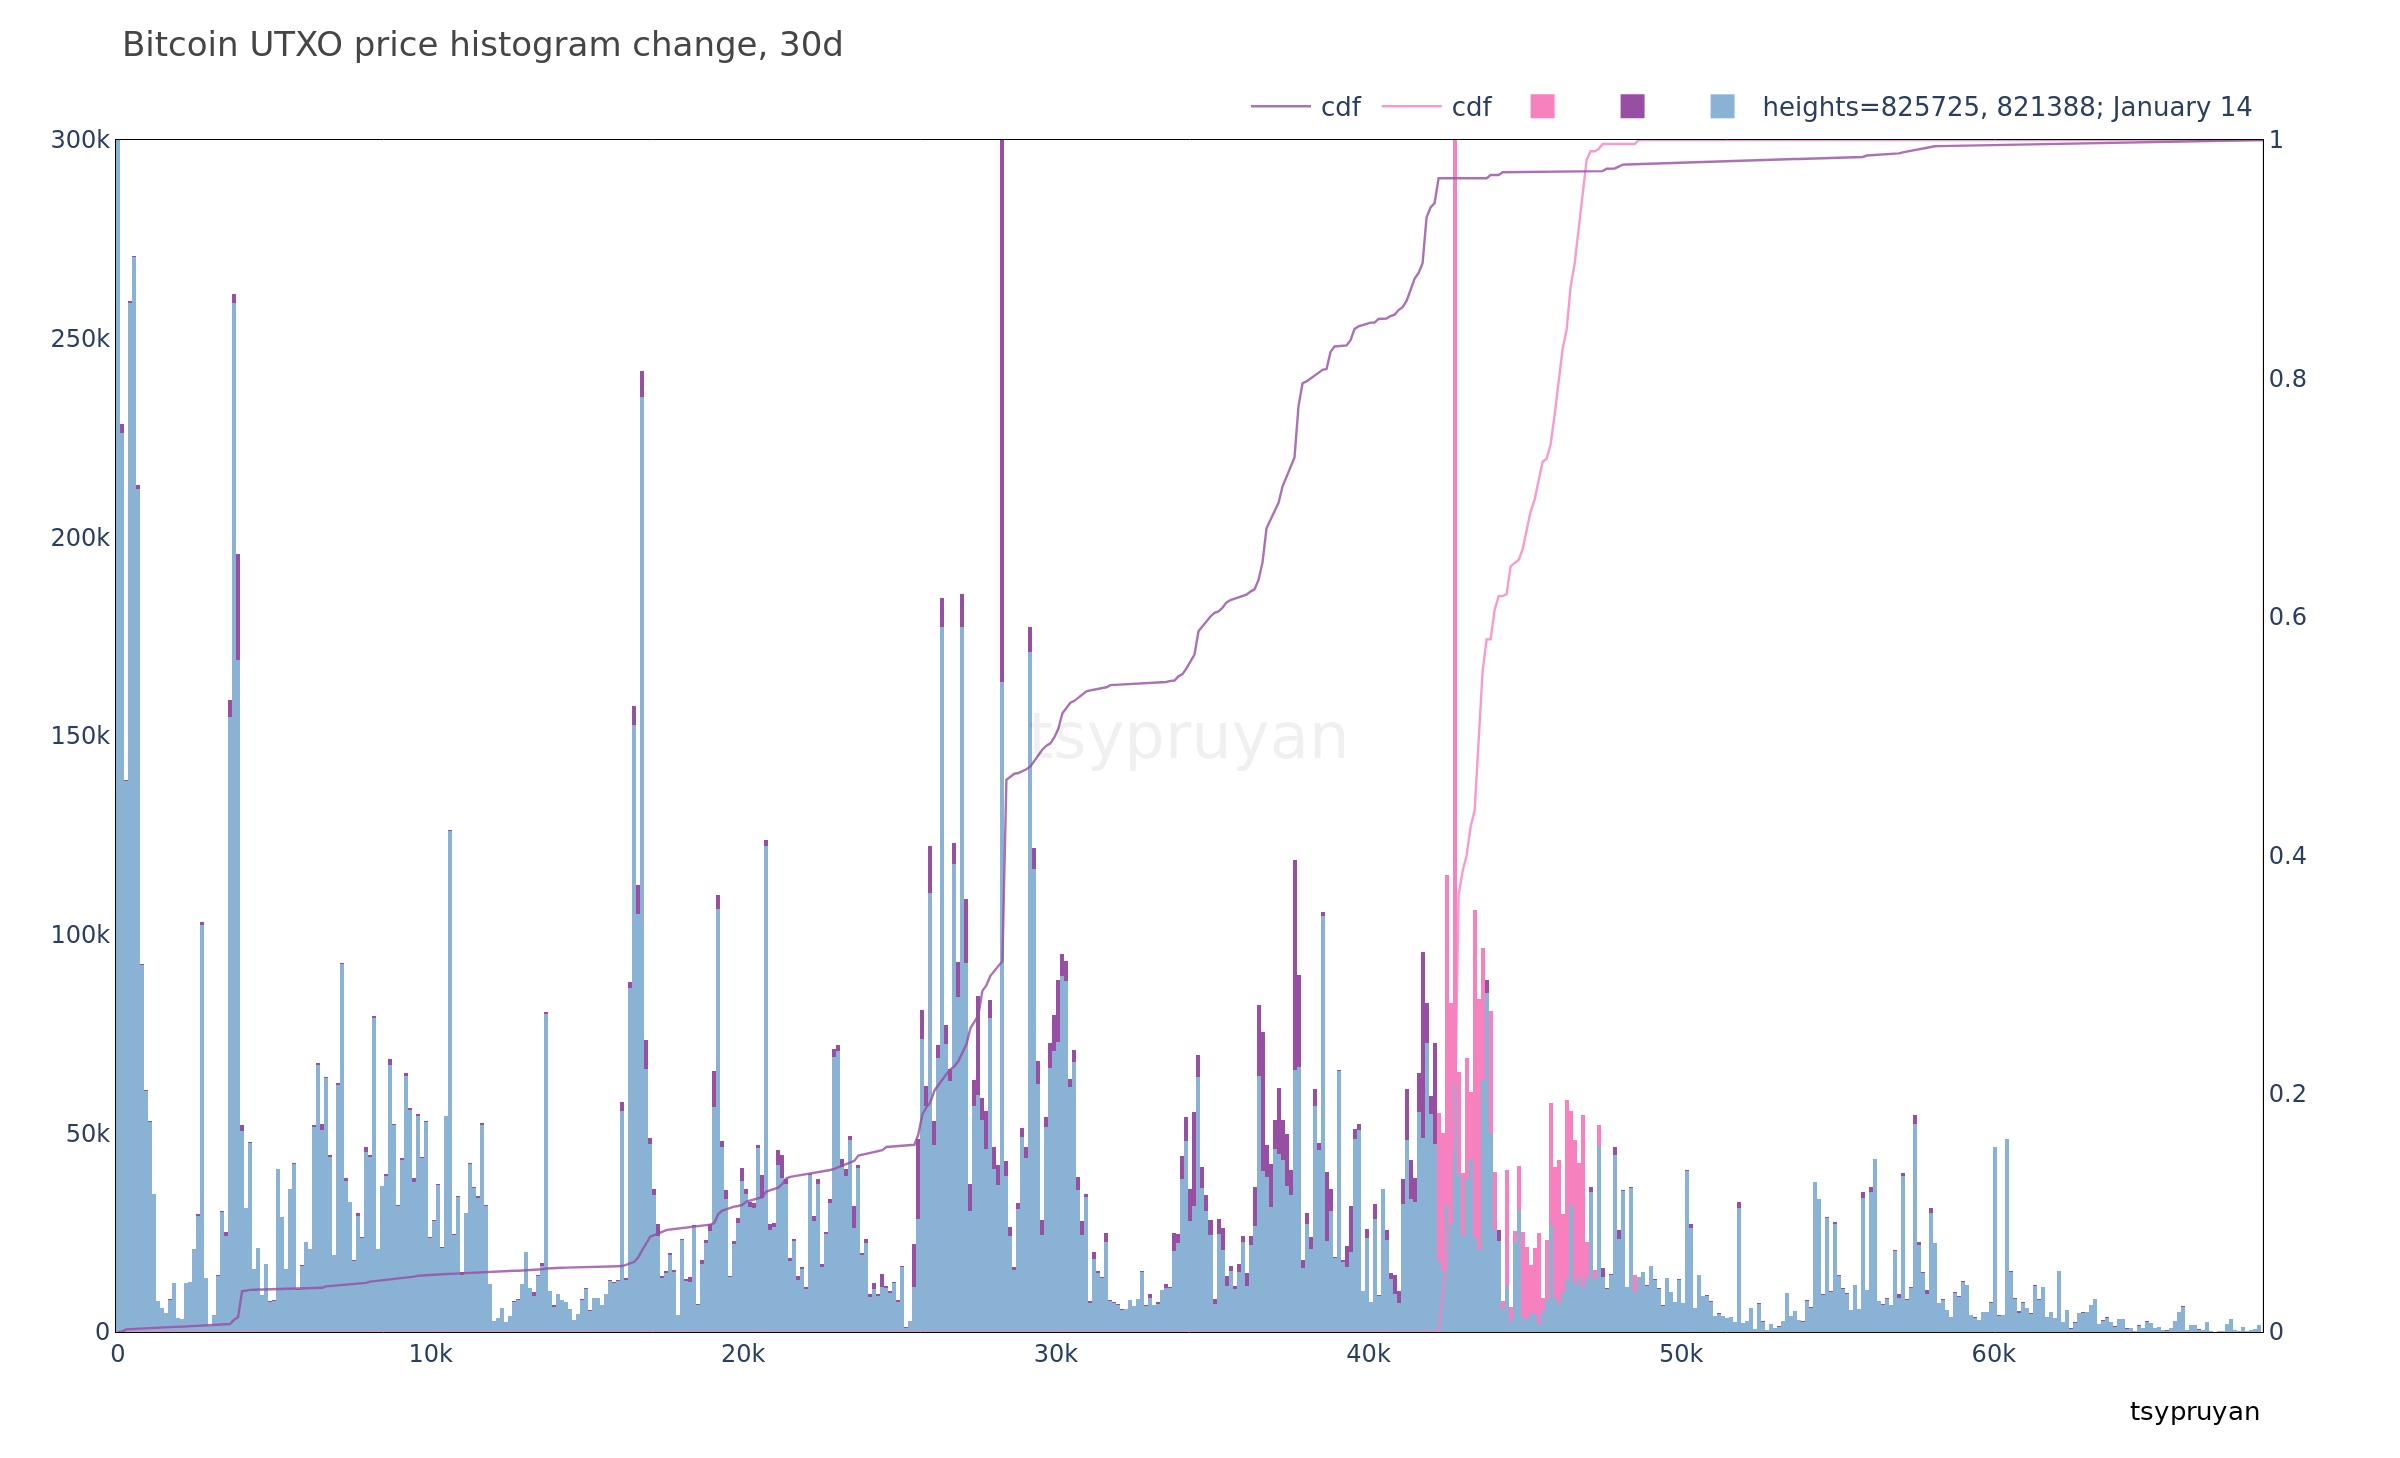 Bitcoin UTXO price histogram change, 30d
cdf cdf heights=825725, 821388; January 14
300k 1
250k
0.8
200k
0.6
150k
tsypruyan
0.4
100k
0.2
50k
0 0
0 10k 20k 30k 40k 50k 60k
tsypruyan